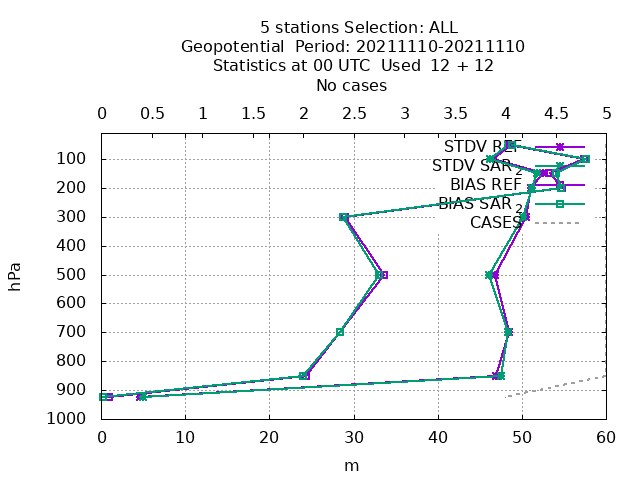 5 stations Selection: ALL
Geopotential  Period: 20211110-20211110
Statistics at 00 UTC  Used  12 + 12
No cases
0 0.5 1 1.5 2 2.5 3 3.5 4 4.5 5
STDV REF
STDV SAR2
BIAS REF
BIAS SAR2
CASES
100
200
300
400
500
600
700
800
900
1000
hPa
0 10 20 30 40 50 60
m